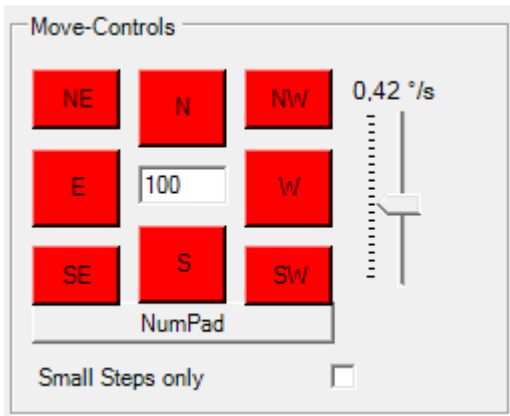 Move-Controls
NE N NW 0,42 °/s
E 100 W
SE S SW
NumPad
Small Steps only